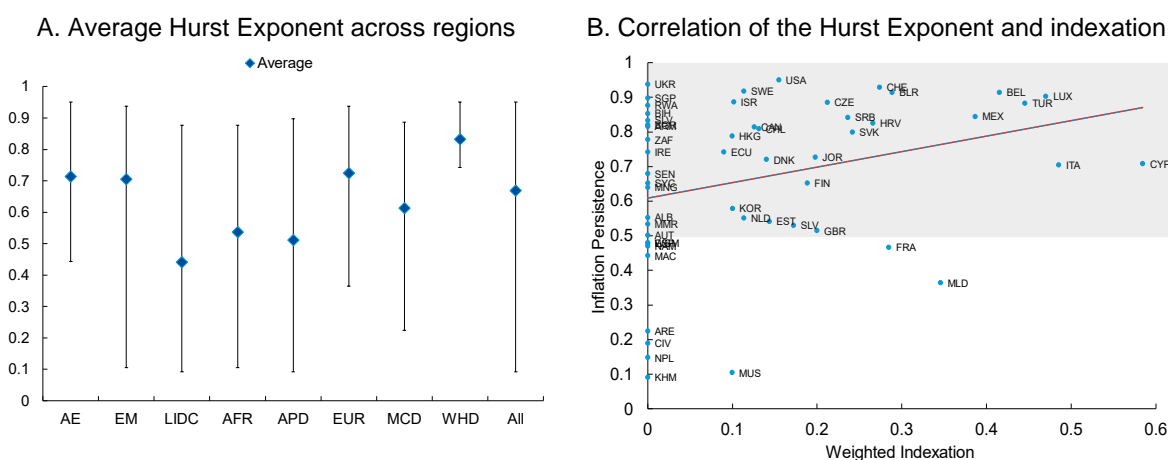 A. Average Hurst Exponent across regions
Average
1
0.9
0.8
0.7
0.6
0.5
0.4
0.3
0.2
0.1
0
AE EM LIDC AFR APD EUR MCD WHD All
B. Correlation of the Hurst Exponent and indexation
Inflation Persistence
1
0.9
0.8
0.7
0.6
0.5
0.4
0.3
0.2
0.1
0
UKR
SGP
RWA
BIH
ZAF
IRE
SEN
MNG
ALB
MMR
AUT
MAC
ARE
CIV
NPL
KHM
USA
SWE
ISR
CAN
CHL
HKG
ECU
DNK
CHE
BLR
CZE
SRB
HRV
SVK
JOR
FIN
KOR
NLD
EST
SLV
GBR
FRA
MLD
MUS
BEL
LUX
TUR
MEX
ITA
CYP
0 0.1 0.2 0.3 0.4 0.5 0.6
Weighted Indexation